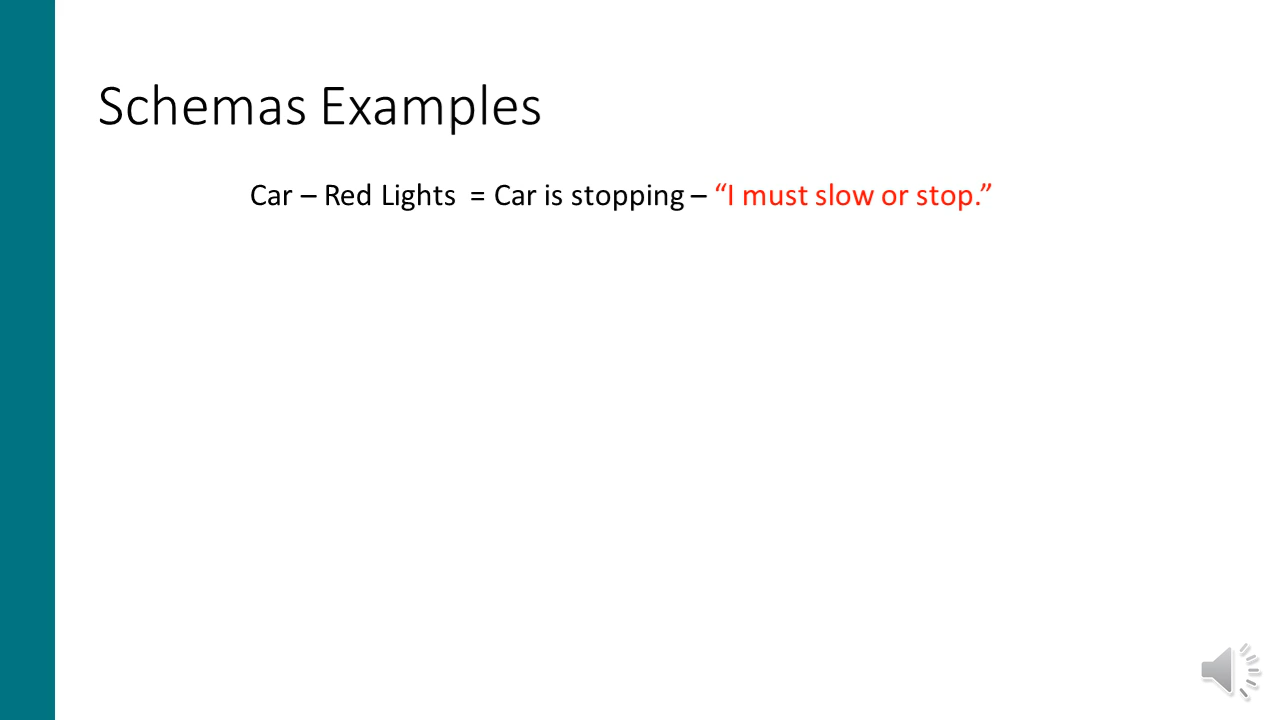 Schemas Examples
Car – Red Lights  = Car is stopping – “I must slow or stop.”